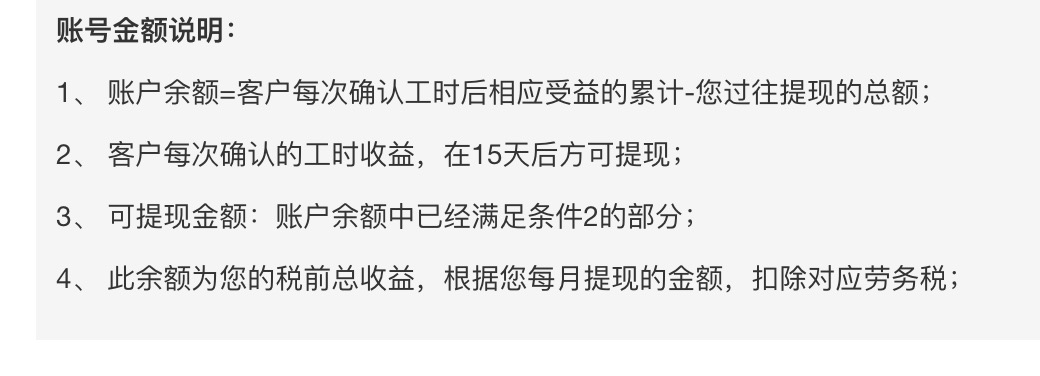 账号金额说明：
1、 账户余额=客户每次确认工时后相应受益的累计-您过往提现的总额；
2、 客户每次确认的工时收益，在15天后方可提现；
3、 可提现金额：账户余额中已经满足条件2的部分；
4、 此余额为您的税前总收益，根据您每月提现的金额，扣除对应劳务税；